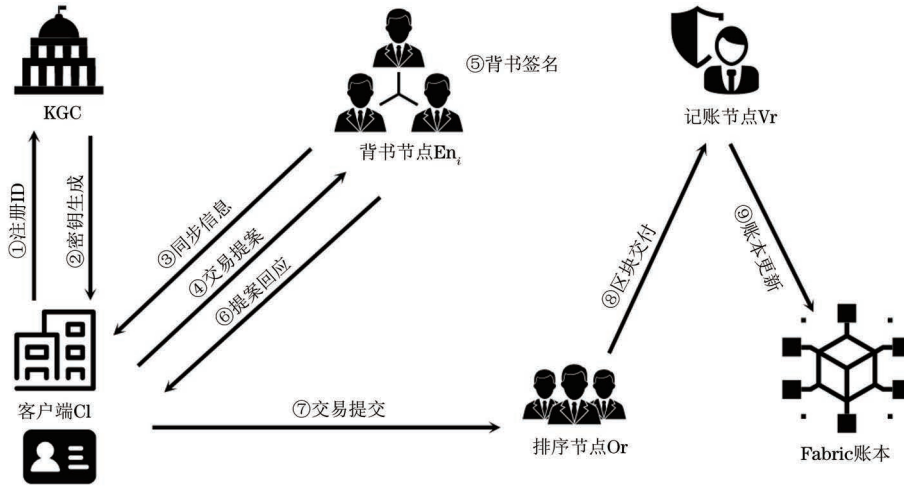 KGC
⑤背书签名
背书节点Enᵢ
记账节点Vr
①注册ID
②密钥生成
③同步信息
④交易提案
⑥提案回应
⑧区块交付
⑨账本更新
客户端Cl
⑦交易提交
排序节点Or
Fabric账本